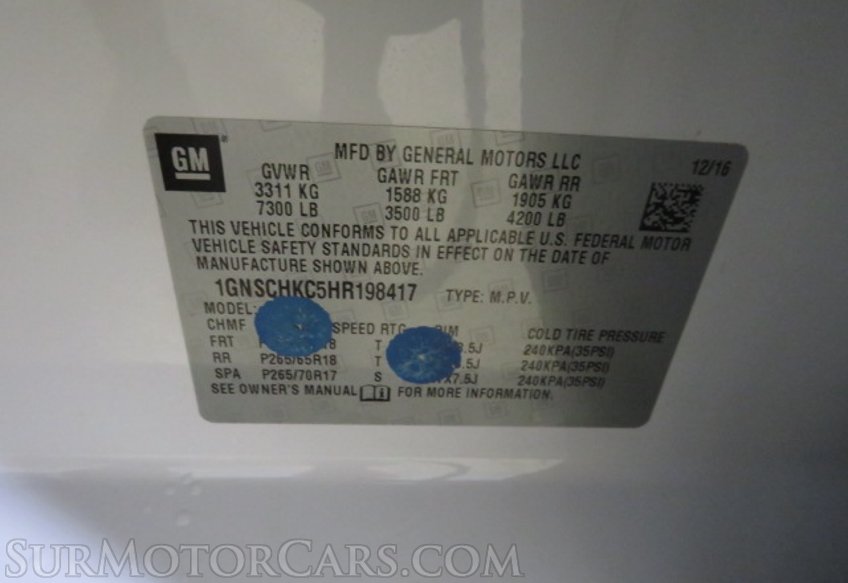 GM
MFD BY GENERAL MOTORS LLC 12/16
GVWR GAWR FRT GAWR RR
3311 KG 1588 KG 1905 KG
7300 LB 3500 LB 4200 LB
THIS VEHICLE CONFORMS TO ALL APPLICABLE U.S. FEDERAL MOTOR
VEHICLE SAFETY STANDARDS IN EFFECT ON THE DATE OF
MANUFACTURE SHOWN ABOVE.
1GNSCHKC5HR198417 TYPE: M.P.V.
MODEL:
CHMF SPEED RTG RIM COLD TIRE PRESSURE
FRT T 240KPA(35PSI)
RR P265/65R18 T 240KPA(35PSI)
SPA P265/70R17 S 240KPA(35PSI)
SEE OWNER'S MANUAL FOR MORE INFORMATION.
SURMOTORCARS.COM